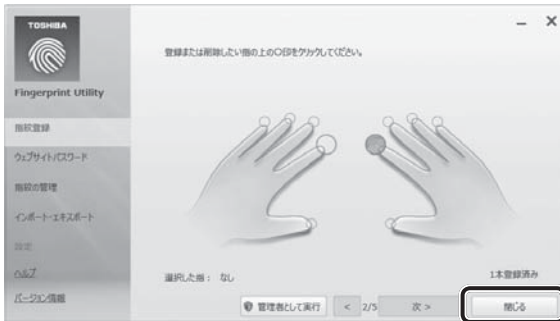 TOSHIBA
Fingerprint Utility
指紋登録
ウェブサイト/パスワード
指紋の管理
インポート・エキスポート
設定
ヘルプ
バージョン情報
登録または削除したい指の上の○印をクリックしてください。
選択した指: なし
1本登録済み
管理者として実行
< 2/5 次 >
閉じる